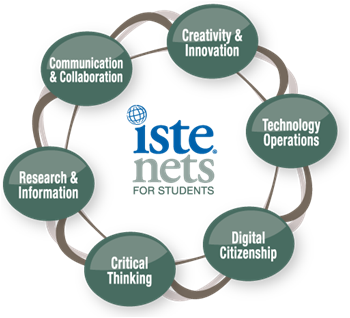 Creativity &
Innovation
Communication
& Collaboration
Technology
Operations
iste®
nets
FOR STUDENTS
Research &
Information
Digital
Citizenship
Critical
Thinking